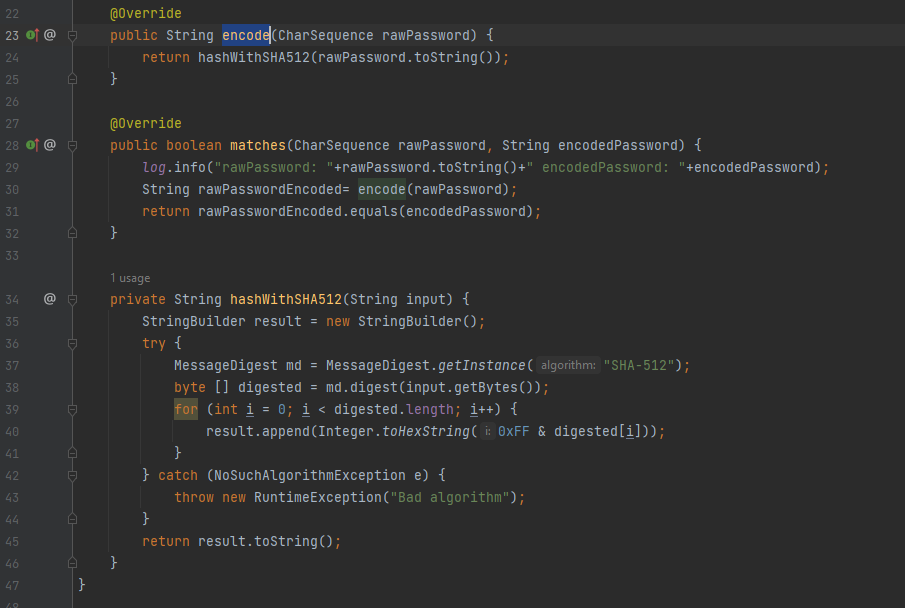 22 @Override
23 @ public String encode(CharSequence rawPassword) {
24 return hashWithSHA512(rawPassword.toString());
25 }
26
27 @Override
28 @ public boolean matches(CharSequence rawPassword, String encodedPassword) {
29 log.info("rawPassword: "+rawPassword.toString()+" encodedPassword: "+encodedPassword);
30 String rawPasswordEncoded= encode(rawPassword);
31 return rawPasswordEncoded.equals(encodedPassword);
32 }
33
1 usage
34 @ private String hashWithSHA512(String input) {
35 StringBuilder result = new StringBuilder();
36 try {
37 MessageDigest md = MessageDigest.getInstance( algorithm: "SHA-512");
38 byte [] digested = md.digest(input.getBytes());
39 for (int i = 0; i < digested.length; i++) {
40 result.append(Integer.toHexString( i: 0xFF & digested[i]));
41 }
42 } catch (NoSuchAlgorithmException e) {
43 throw new RuntimeException("Bad algorithm");
44 }
45 return result.toString();
46 }
47 }
48